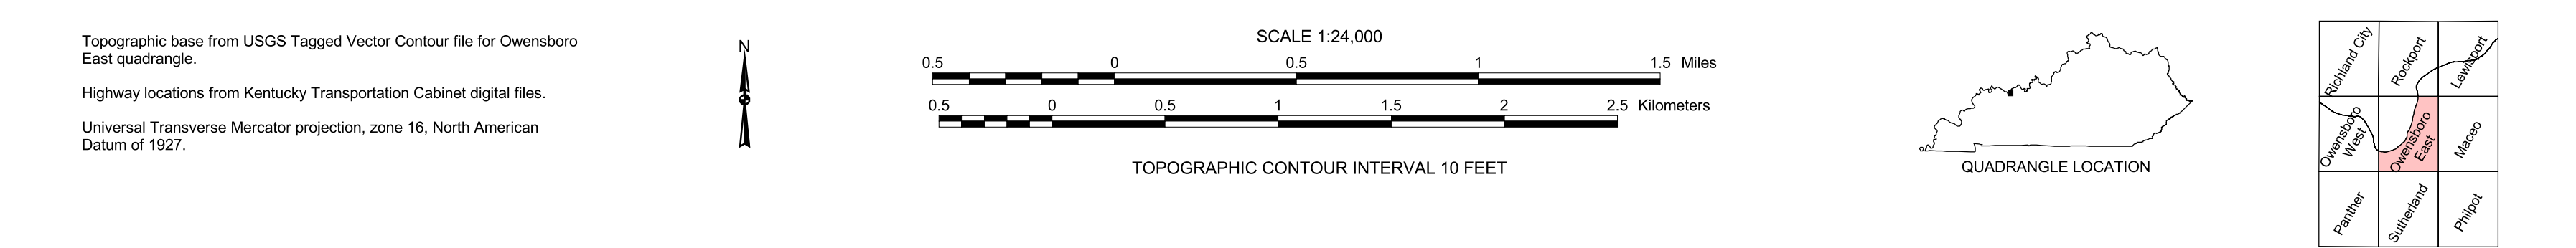 Topographic base from USGS Tagged Vector Contour file for Owensboro
East quadrangle.
Highway locations from Kentucky Transportation Cabinet digital files.
Universal Transverse Mercator projection, zone 16, North American
Datum of 1927.
N
SCALE 1:24,000
0.5 0 0.5 1 1.5 Miles
0.5 0 0.5 1 1.5 2 2.5 Kilometers
TOPOGRAPHIC CONTOUR INTERVAL 10 FEET
QUADRANGLE LOCATION
Richland City
Rockport
Lewisport
Owensboro
West
Owensboro
East
Maceo
Panther
Sutherland
Philpot